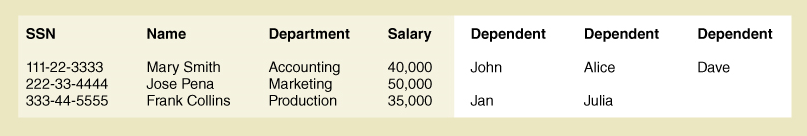 SSN Name Department Salary Dependent Dependent Dependent
111-22-3333 Mary Smith Accounting 40,000 John Alice Dave
222-33-4444 Jose Pena Marketing 50,000
333-44-5555 Frank Collins Production 35,000 Jan Julia